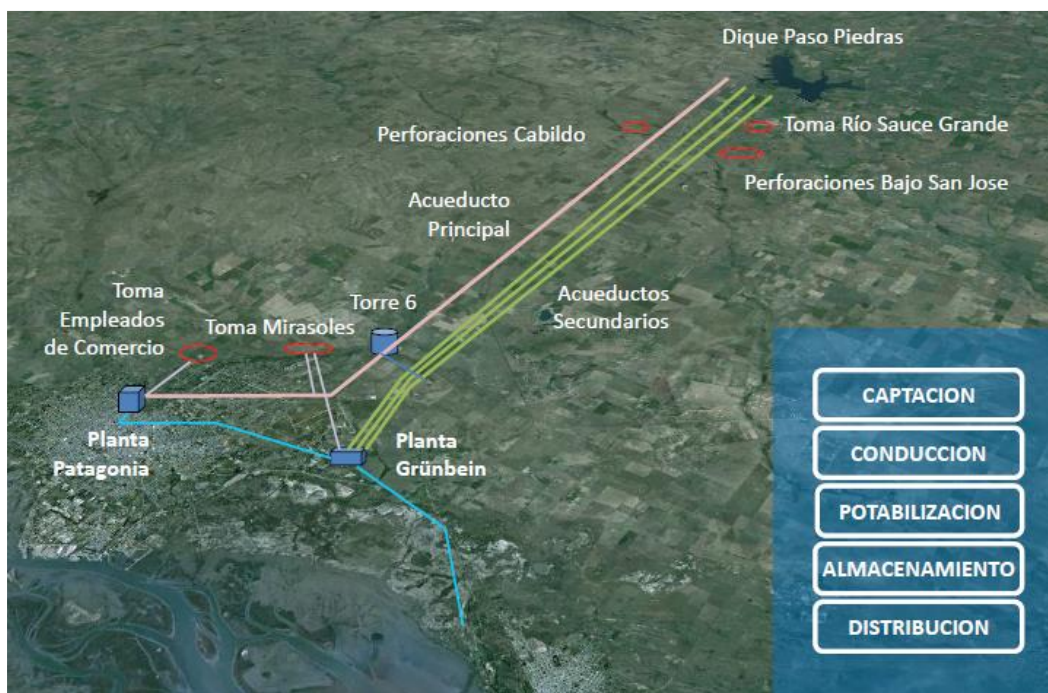 Dique Paso Piedras
Perforaciones Cabildo
Toma Río Sauce Grande
Perforaciones Bajo San Jose
Acueducto
Principal
Toma
Empleados
de Comercio
Toma Mirasoles
Torre 6
Acueductos
Secundarios
Planta
Patagonia
Planta
Grünbein
CAPTACION
CONDUCCION
POTABILIZACION
ALMACENAMIENTO
DISTRIBUCION